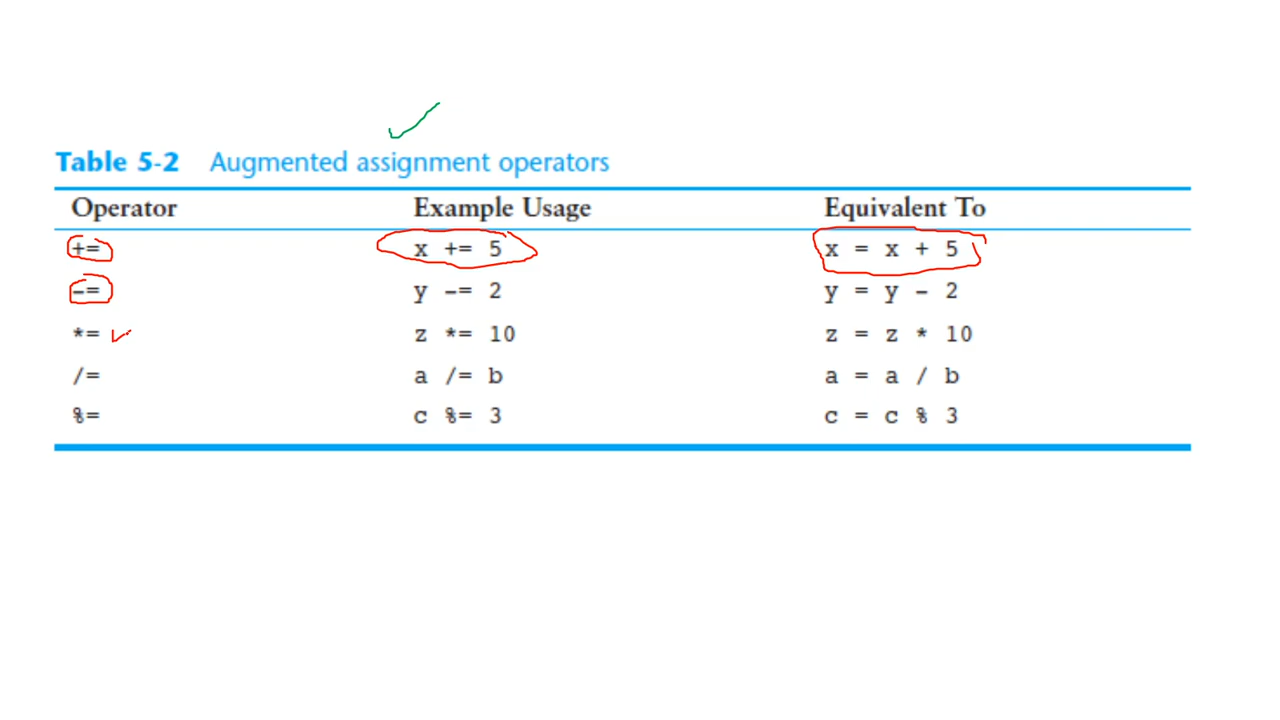 Table 5-2 Augmented assignment operators
Operator Example Usage Equivalent To
+= x += 5 x = x + 5
-= y -= 2 y = y - 2
*= z *= 10 z = z * 10
/= a /= b a = a / b
%= c %= 3 c = c % 3